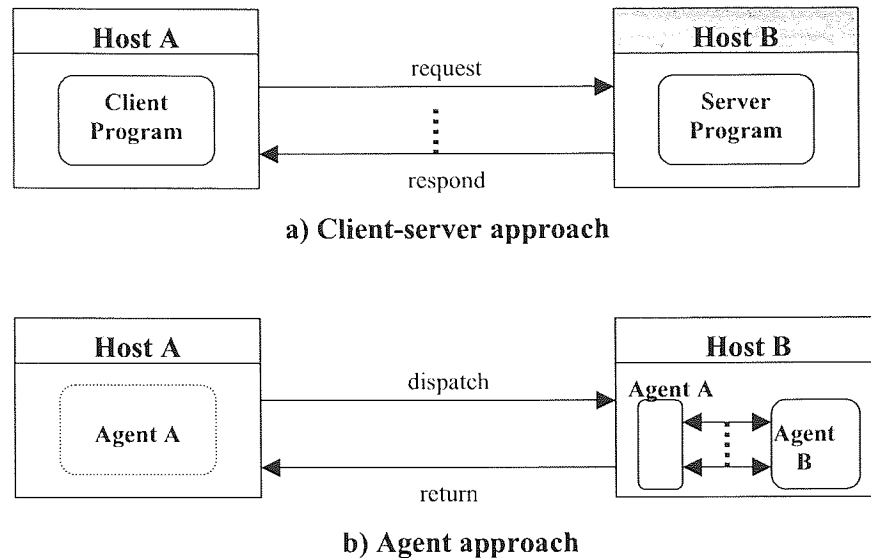 Host A
Host B
request
Client
Program
Server
Program
respond
a) Client-server approach
Host A
Host B
dispatch
Agent A
Agent A
Agent
B
return
b) Agent approach